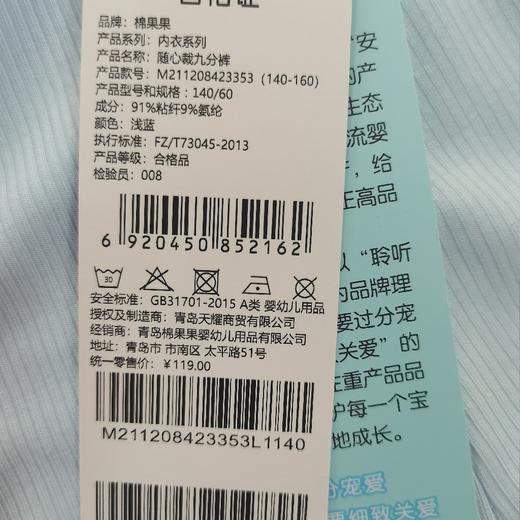 合格证
品牌：棉果果
产品系列：内衣系列
产品名称：随心裁九分裤
产品款号：M211208423353（140-160）
产品型号和规格：140/60
成分：91%粘纤9%氨纶
颜色：浅蓝
执行标准：FZ/T73045-2013
产品等级：合格品
检验员：008
6 920450 852162
30
安全标准：GB31701-2015 A类 婴幼儿用品
授权及制造商：青岛天耀商贸有限公司
经销商：青岛棉果果婴幼儿用品有限公司
地址：青岛市 市南区 太平路51号
统一零售价：￥119.00
M211208423353L1140
“安
的产
生态
流婴
，给
正高品
以“聆听
的品牌理
要过分宠
关爱”的
注重产品品
护每一个宝
地成长。
分宠爱
要细致关爱